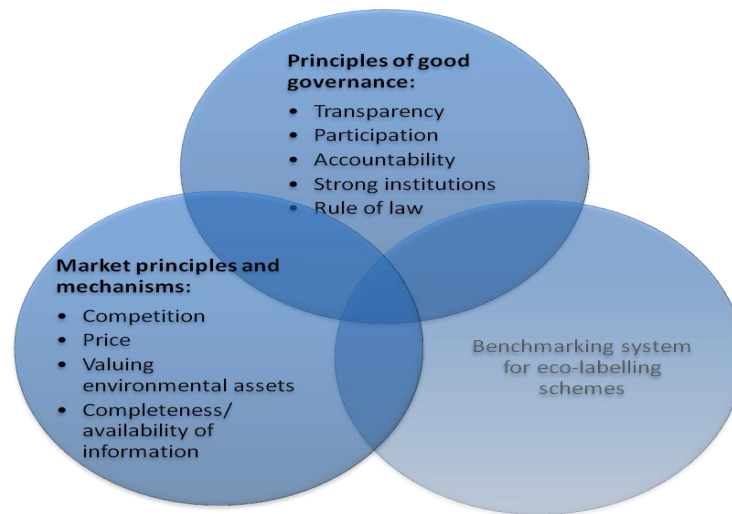 Principles of good
governance:
• Transparency
• Participation
• Accountability
• Strong institutions
• Rule of law
Market principles and
mechanisms:
• Competition
• Price
• Valuing
environmental assets
• Completeness/
availability of
information
Benchmarking system
for eco-labelling
schemes